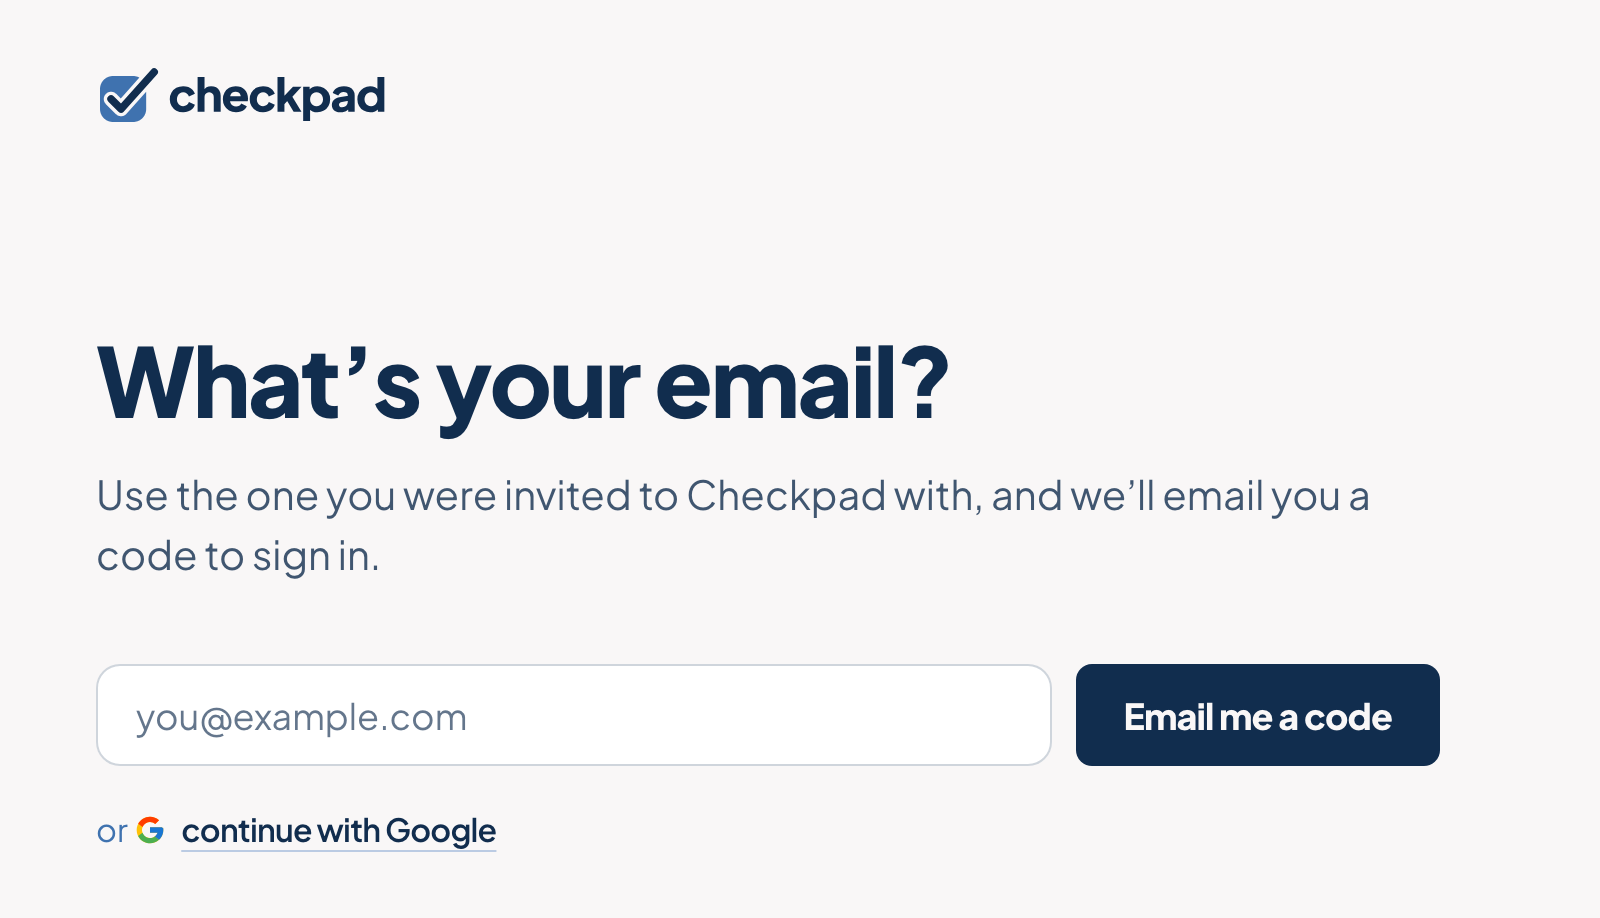 checkpad
What’s your email?
Use the one you were invited to Checkpad with, and we’ll email you a
code to sign in.
you@example.com
Email me a code
or continue with Google